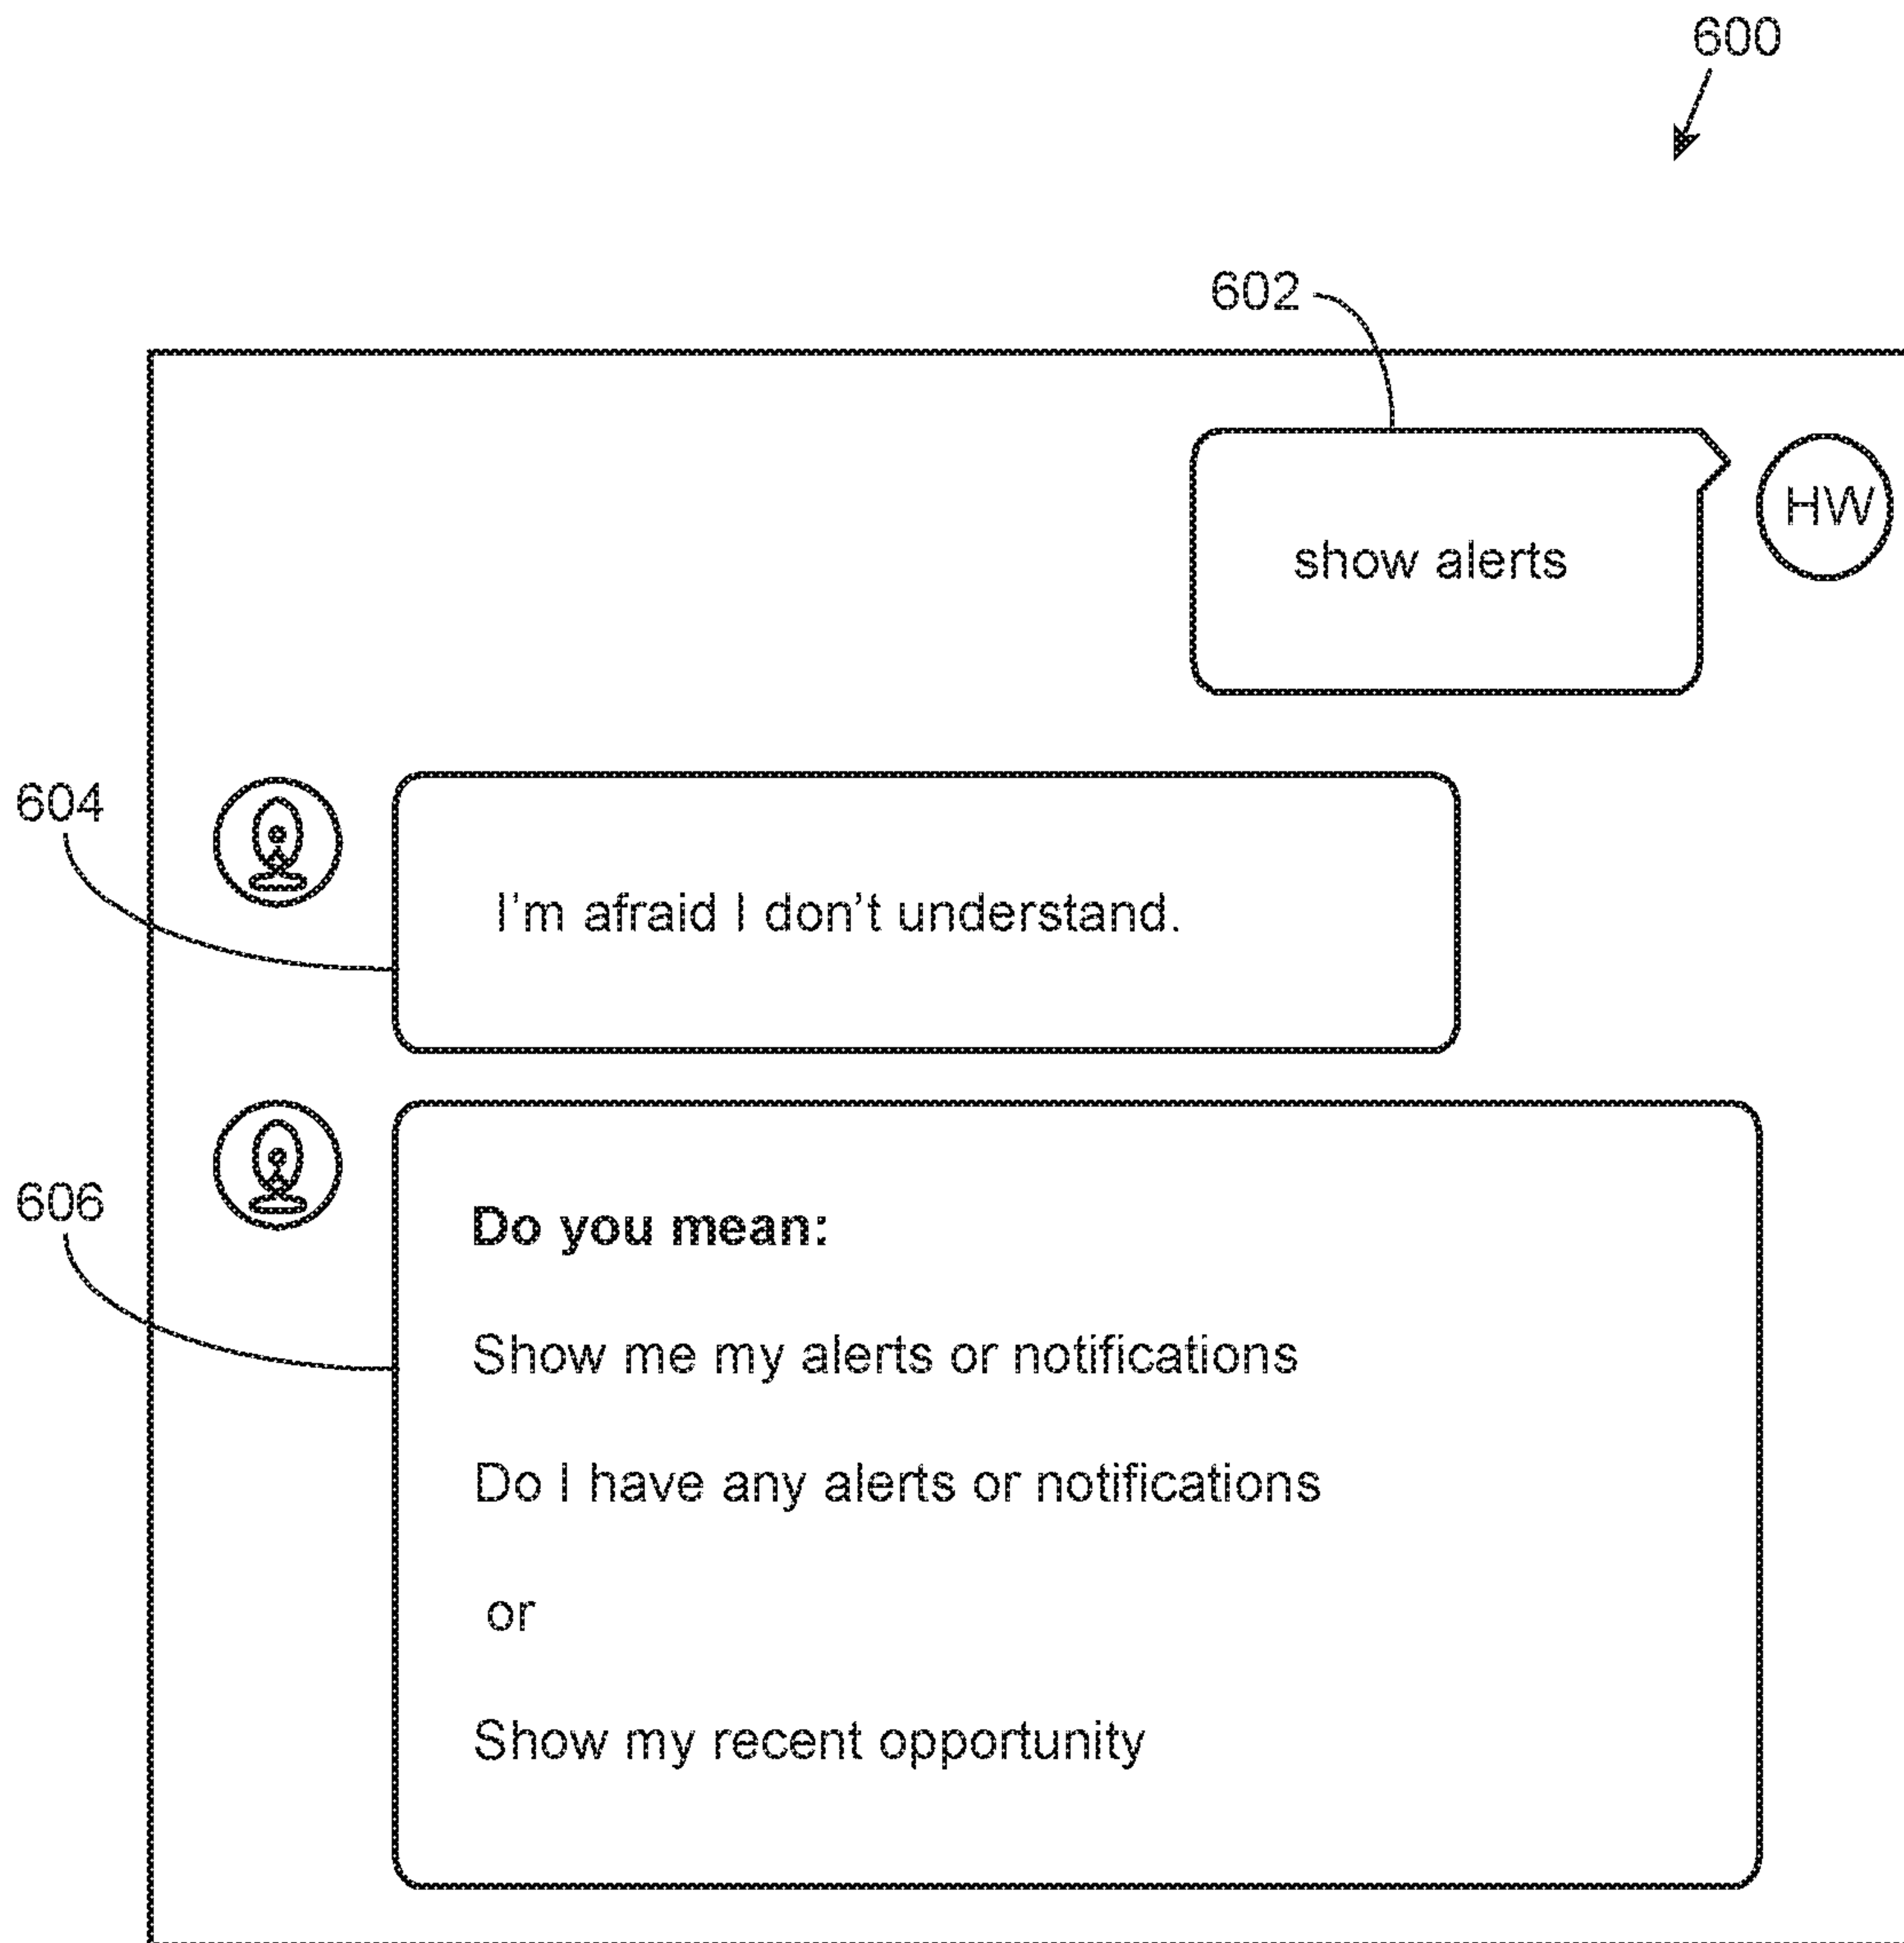 600
602
show alerts
HW
604
I'm afraid I don't understand.
606
Do you mean:
Show me my alerts or notifications
Do I have any alerts or notifications
or
Show my recent opportunity